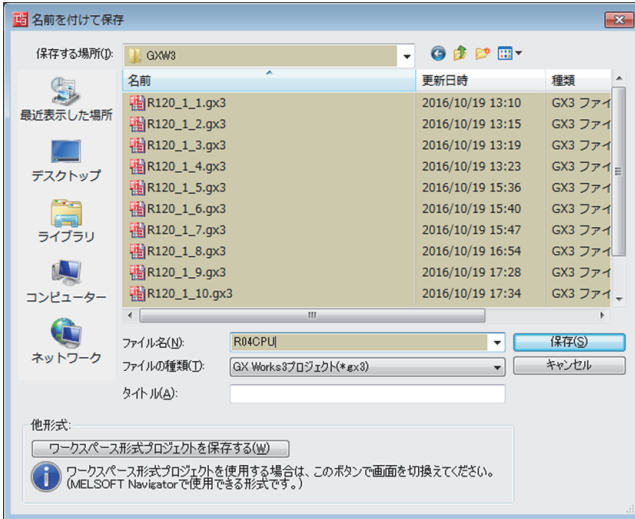 名前を付けて保存
保存する場所(I): GXW3
名前 更新日時 種類
R120_1_1.gx3 2016/10/19 13:10 GX3 ファイ
R120_1_2.gx3 2016/10/19 13:15 GX3 ファイ
R120_1_3.gx3 2016/10/19 13:19 GX3 ファイ
R120_1_4.gx3 2016/10/19 13:23 GX3 ファイ
R120_1_5.gx3 2016/10/19 15:36 GX3 ファイ
R120_1_6.gx3 2016/10/19 15:40 GX3 ファイ
R120_1_7.gx3 2016/10/19 15:47 GX3 ファイ
R120_1_8.gx3 2016/10/19 16:54 GX3 ファイ
R120_1_9.gx3 2016/10/19 17:28 GX3 ファイ
R120_1_10.gx3 2016/10/19 17:34 GX3 ファイ
最近表示した場所
デスクトップ
ライブラリ
コンピューター
ネットワーク
ファイル名(N): R04CPU 保存(S)
ファイルの種類(T): GX Works3プロジェクト(*gx3) キャンセル
タイトル(A):
他形式:
ワークスペース形式プロジェクトを保存する(W)
ワークスペース形式プロジェクトを使用する場合は、このボタンで画面を切換えてください。
(MELSOFT Navigatorで使用できる形式です。)